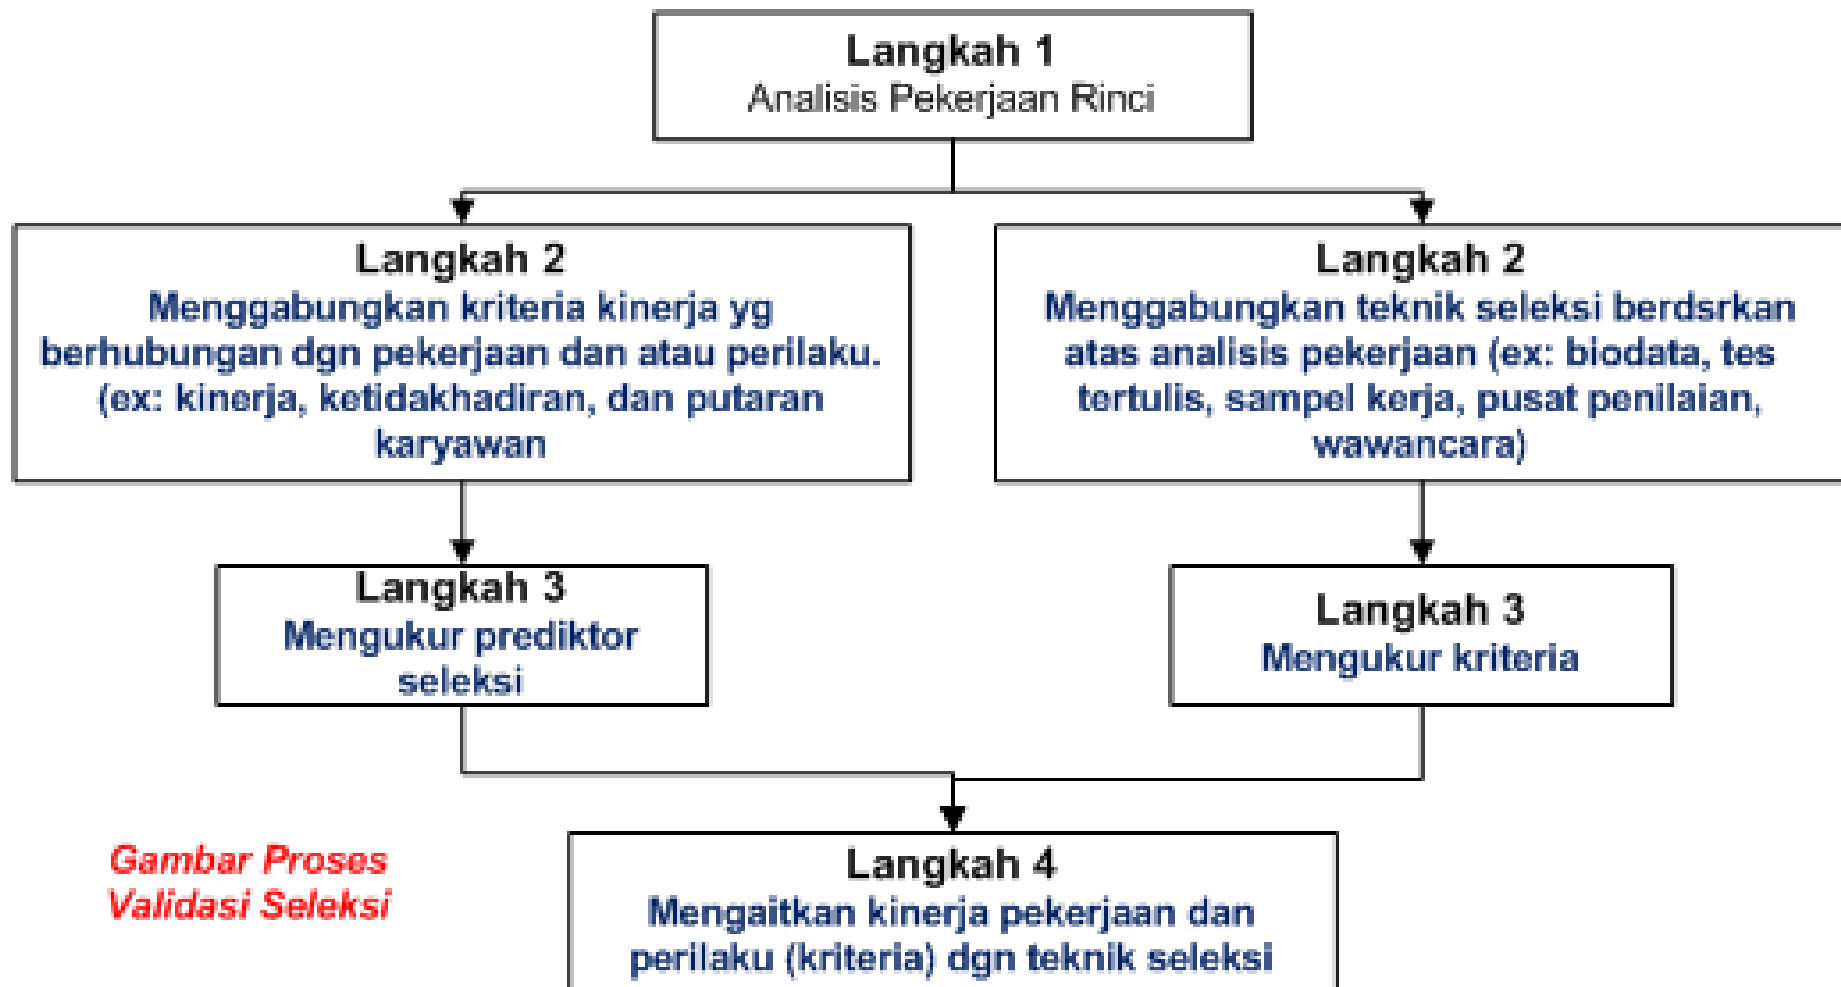 Langkah 1
Analisis Pekerjaan Rinci
Langkah 2
Menggabungkan kriteria kinerja yg
berhubungan dgn pekerjaan dan atau perilaku.
(ex: kinerja, ketidakhadiran, dan putaran
karyawan
Langkah 2
Menggabungkan teknik seleksi berdsrkan
atas analisis pekerjaan (ex: biodata, tes
tertulis, sampel kerja, pusat penilaian,
wawancara)
Langkah 3
Mengukur prediktor
seleksi
Langkah 3
Mengukur kriteria
Gambar Proses
Validasi Seleksi
Langkah 4
Mengaitkan kinerja pekerjaan dan
perilaku (kriteria) dgn teknik seleksi